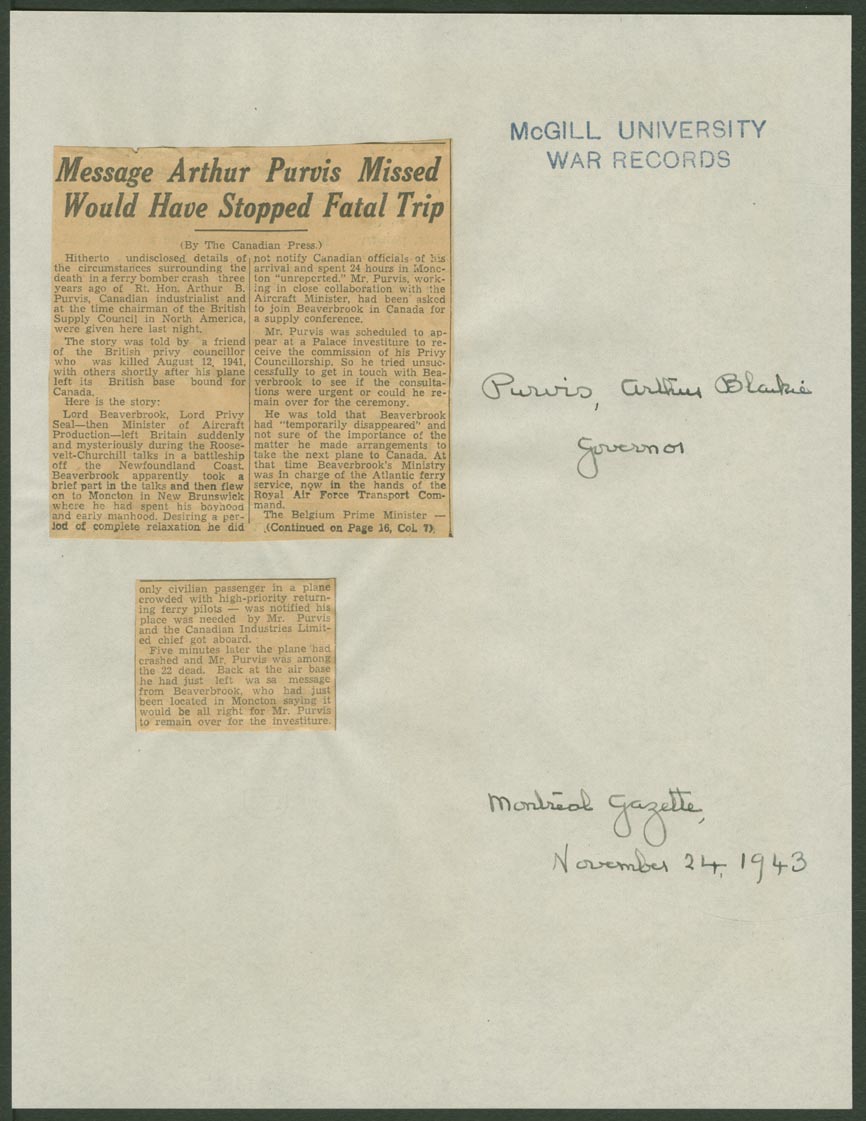 McGILL UNIVERSITY
WAR RECORDS
Message Arthur Purvis Missed
Would Have Stopped Fatal Trip
(By The Canadian Press.)
Hitherto undisclosed details of
the circumstances surrounding the
death in a ferry bomber crash three
years ago of Rt. Hon. Arthur B.
Purvis, Canadian industrialist and
at the time chairman of the British
Supply Council in North America,
were given here last night.
The story was told by a friend
of the British privy councillor
who was killed August 12, 1941,
with others shortly after his plane
left its British base bound for
Canada.
Here is the story:
Lord Beaverbrook, Lord Privy
Seal—then Minister of Aircraft
Production—left Britain suddenly
and mysteriously during the Roose-
velt-Churchill talks in a battleship
off the Newfoundland Coast.
Beaverbrook apparently took a
brief part in the talks and then flew
on to Moncton in New Brunswick
where he had spent his boyhood
and early manhood. Desiring a per-
iod of complete relaxation he did
not notify Canadian officials of his
arrival and spent 24 hours in Monc-
ton "unreported." Mr. Purvis, work-
ing in close collaboration with the
Aircraft Minister, had been asked
to join Beaverbrook in Canada for
a supply conference.
Mr. Purvis was scheduled to ap-
pear at a Palace investiture to re-
ceive the commission of his Privy
Councillorship. So he tried unsuc-
cessfully to get in touch with Bea-
verbrook to see if the consulta-
tions were urgent or could he re-
main over for the ceremony.
He was told that Beaverbrook
had "temporarily disappeared" and
not sure of the importance of the
matter he made arrangements to
take the next plane to Canada. At
that time Beaverbrook's Ministry
was in charge of the Atlantic ferry
service, now in the hands of the
Royal Air Force Transport Com-
mand.
The Belgium Prime Minister —
(Continued on Page 16, Col. 7)
only civilian passenger in a plane
crowded with high-priority return-
ing ferry pilots — was notified his
place was needed by Mr. Purvis
and the Canadian Industries Limit-
ed chief got aboard.
Five minutes later the plane had
crashed and Mr. Purvis was among
the 22 dead. Back at the air base
he had just left wa sa message
from Beaverbrook, who had just
been located in Moncton saying it
would be all right for Mr. Purvis
to remain over for the investiture.
Purvis, Arthur Blaikie
Governor
Montreal Gazette,
November 24, 1943